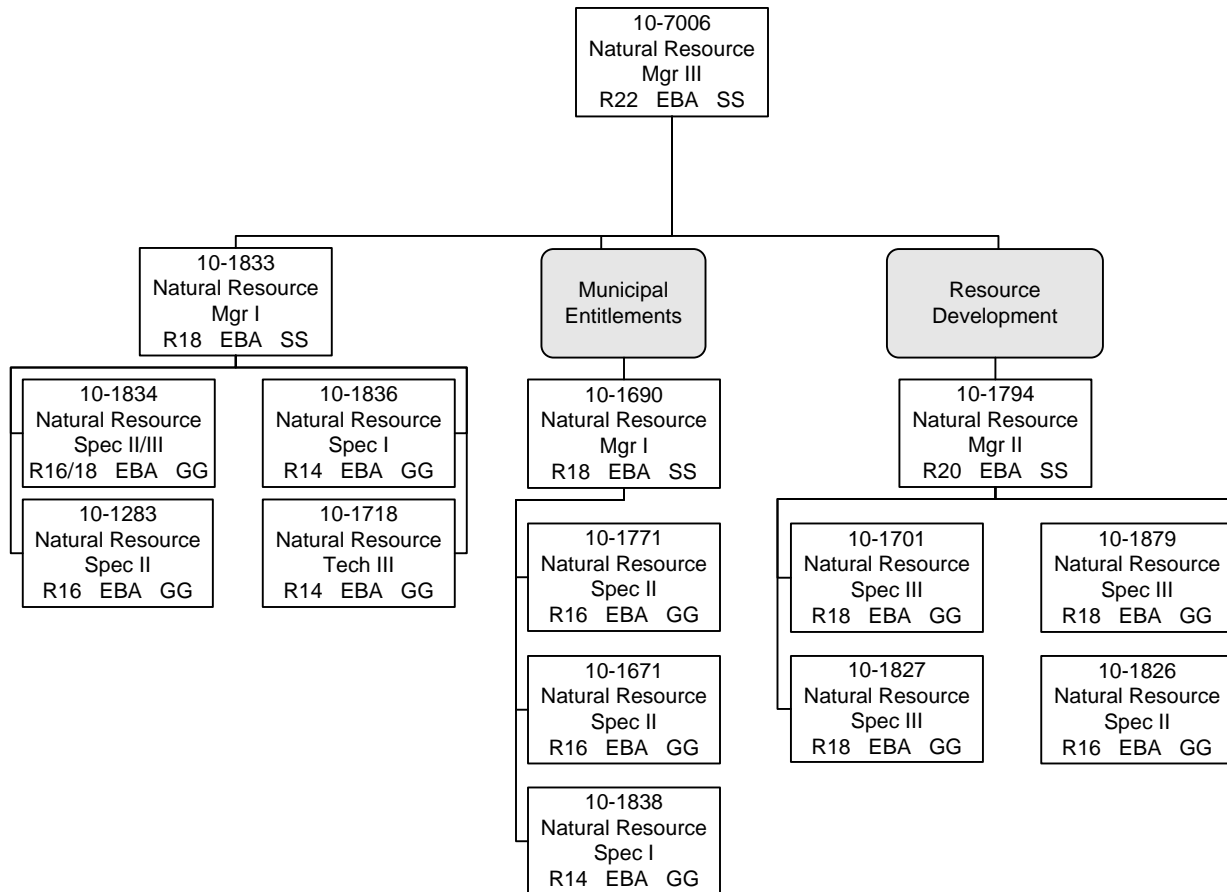 10-7006
Natural Resource
Mgr III
R22 EBA SS
10-1833
Natural Resource
Mgr I
R18 EBA SS
Municipal
Entitlements
Resource
Development
10-1834
Natural Resource
Spec II/III
R16/18 EBA GG
10-1836
Natural Resource
Spec I
R14 EBA GG
10-1283
Natural Resource
Spec II
R16 EBA GG
10-1718
Natural Resource
Tech III
R14 EBA GG
10-1690
Natural Resource
Mgr I
R18 EBA SS
10-1771
Natural Resource
Spec II
R16 EBA GG
10-1671
Natural Resource
Spec II
R16 EBA GG
10-1838
Natural Resource
Spec I
R14 EBA GG
10-1794
Natural Resource
Mgr II
R20 EBA SS
10-1701
Natural Resource
Spec III
R18 EBA GG
10-1879
Natural Resource
Spec III
R18 EBA GG
10-1827
Natural Resource
Spec III
R18 EBA GG
10-1826
Natural Resource
Spec II
R16 EBA GG